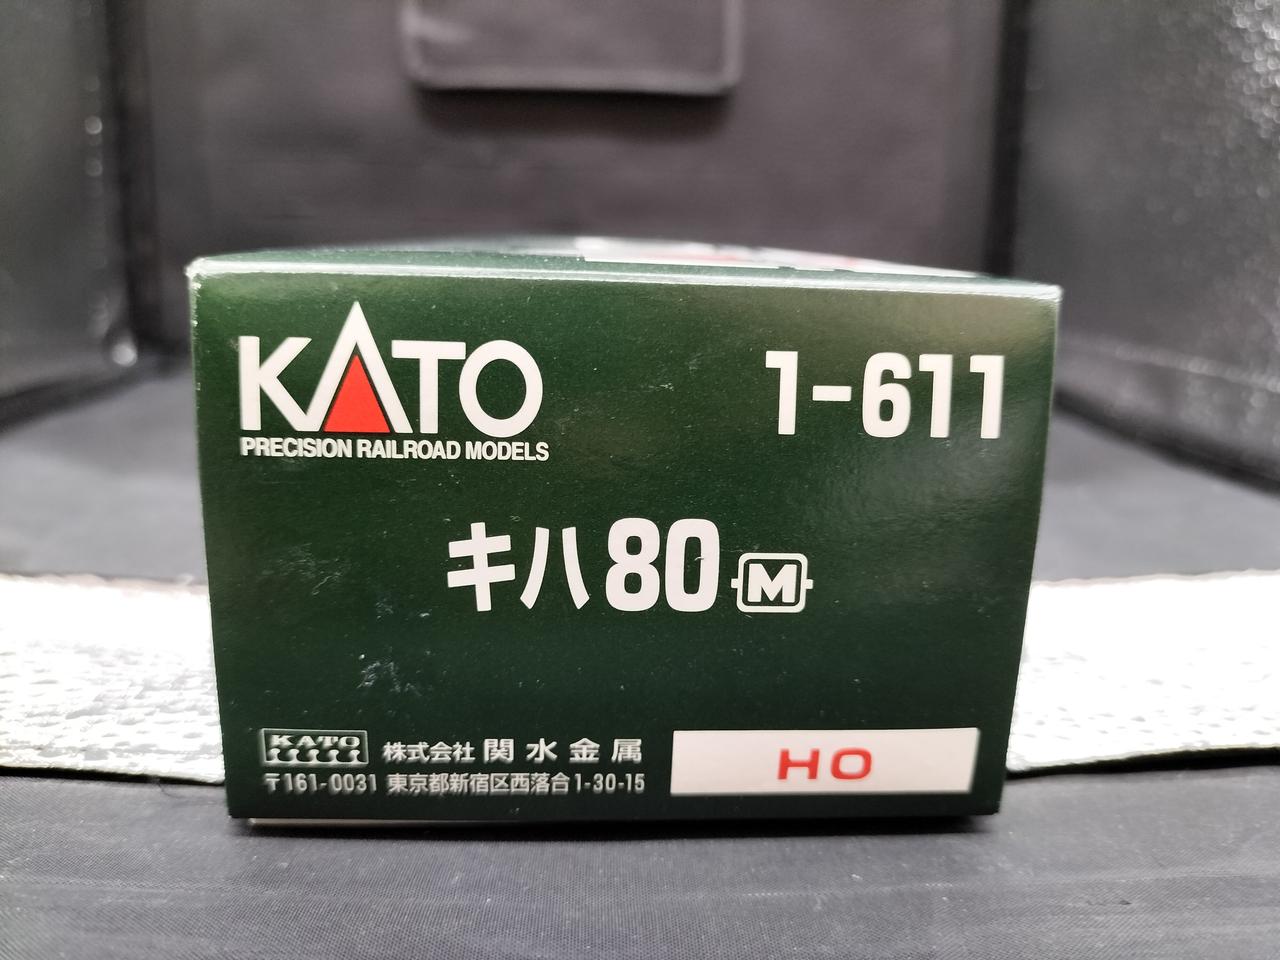 KATO 1-611
PRECISION RAILROAD MODELS
キハ80 M
KATO 株式会社 関水金属
〒161-0031 東京都新宿区西落合1-30-15
HO